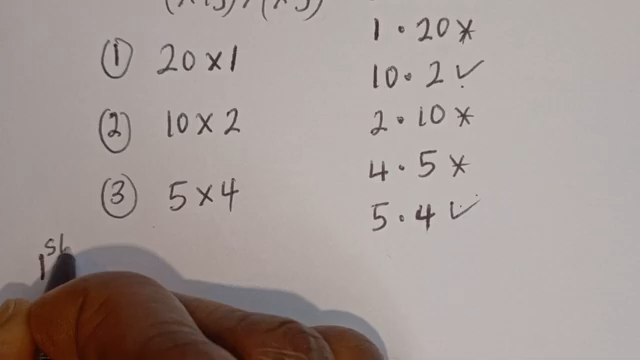 1 · 20 *
① 20 x 1
10 · 2 ✓
② 10 x 2
2 · 10 *
4 · 5 *
③ 5 x 4
5 · 4 ✓